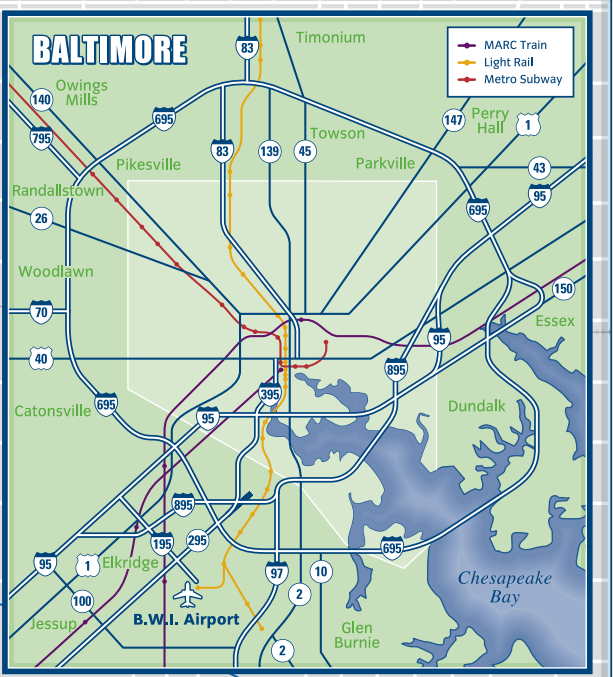 BALTIMORE
83
Timonium
MARC Train
Light Rail
Metro Subway
Owings
Mills
140
695
795
147
Perry
Hall
1
Towson
83
139
45
Pikesville
Parkville
43
95
Randallstown
695
26
Woodlawn
70
150
Essex
95
40
895
395
695
95
Catonsville
Dundalk
895
195
295
695
95
1
Elkridge
97
10
Chesapeake
Bay
100
2
B.W.I. Airport
Jessup
Glen
Burnie
2